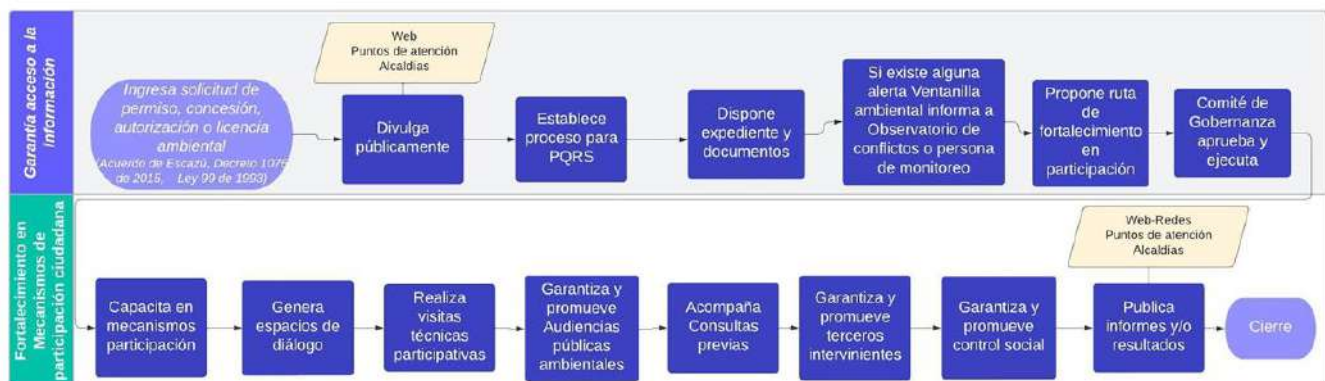 Garantía acceso a la
información
Ingresa solicitud de
permiso, concesión,
autorización o licencia
ambiental
(Acuerdo de Escazú, Decreto 1076
de 2015, Ley 99 de 1993)
Web
Puntos de atención
Alcaldías
Divulga
públicamente
Establece
proceso para
PQRS
Dispone
expediente y
documentos
Si existe alguna
alerta Ventanilla
ambiental informa a
Observatorio de
conflictos o persona
de monitoreo
Propone ruta
de
fortalecimiento
en
participación
Comité de
Gobernanza
aprueba y
ejecuta
Fortalecimiento en
Mecanismos de
participación ciudadana
Capacita en
mecanismos
participación
Genera
espacios de
diálogo
Realiza
visitas
técnicas
participativas
Garantiza y
promueve
Audiencias
públicas
ambientales
Acompaña
Consultas
previas
Garantiza y
promueve
terceros
intervinientes
Garantiza y
promueve
control social
Web-Redes
Puntos de atención
Alcaldías
Publica
informes y/o
resultados
Cierre